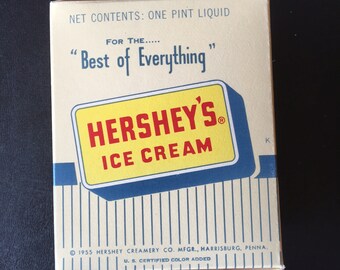 NET CONTENTS: ONE PINT LIQUID
FOR THE.....
"Best of Everything"
HERSHEY'S®
ICE CREAM
K
© 1955 HERSHEY CREAMERY CO. MFGR., HARRISBURG, PENNA.
U. S. CERTIFIED COLOR ADDED